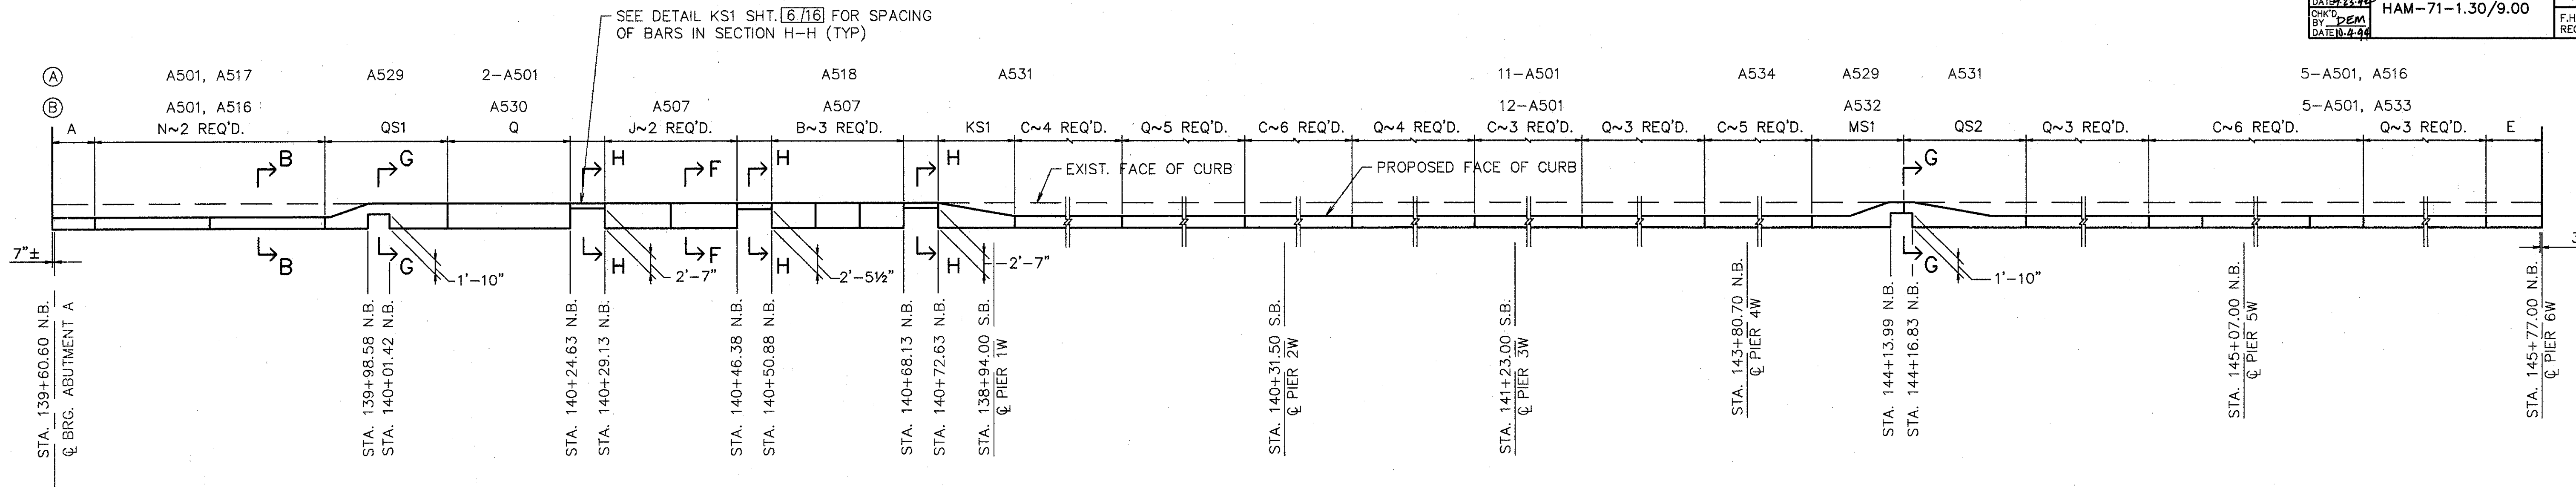 DATE 9-23-94
CHK'D
BY DEM
DATE 10-4-94
HAM-71-1.30/9.00
F.H
REG
SEE DETAIL KS1 SHT. 6/16 FOR SPACING
OF BARS IN SECTION H-H (TYP)
A A501, A517 A529 2-A501 A518 A531 11-A501 A534 A529 A531 5-A501, A516
B A501, A516 A530 A507 A507 12-A501 A532 5-A501, A533
A N~2 REQ'D. QS1 Q J~2 REQ'D. B~3 REQ'D. KS1 C~4 REQ'D. Q~5 REQ'D. C~6 REQ'D. Q~4 REQ'D. C~3 REQ'D. Q~3 REQ'D. C~5 REQ'D. MS1 QS2 Q~3 REQ'D. C~6 REQ'D. Q~3 REQ'D. E
B G H F H H G
EXIST. FACE OF CURB
PROPOSED FACE OF CURB
B G H F H H G
7"±
1'-10"
2'-7"
2'-5½"
2'-7"
1'-10"
3
STA. 139+60.60 N.B.
℄ BRG. ABUTMENT A
STA. 139+98.58 N.B.
STA. 140+01.42 N.B.
STA. 140+24.63 N.B.
STA. 140+29.13 N.B.
STA. 140+46.38 N.B.
STA. 140+50.88 N.B.
STA. 140+68.13 N.B.
STA. 140+72.63 N.B.
STA. 138+94.00 S.B.
℄ PIER 1W
STA. 140+31.50 S.B.
℄ PIER 2W
STA. 141+23.00 S.B.
℄ PIER 3W
STA. 143+80.70 N.B.
℄ PIER 4W
STA. 144+13.99 N.B.
STA. 144+16.83 N.B.
STA. 145+07.00 N.B.
℄ PIER 5W
STA. 145+77.00 N.B.
℄ PIER 6W